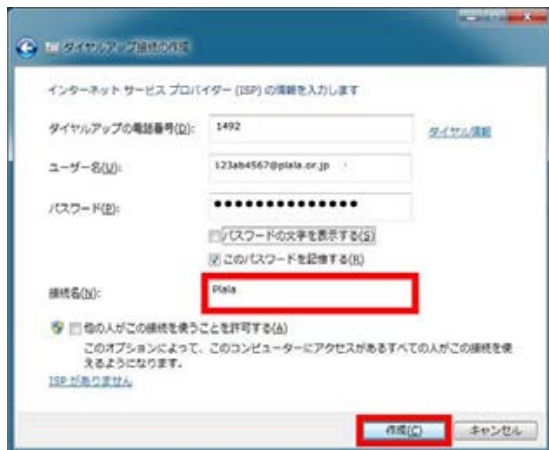 ダイヤルアップ接続の作成
インターネット サービス プロバイダー (ISP) の情報を入力します
ダイヤルアップの電話番号(D):
1492
ダイヤル情報
ユーザー名(U):
123ab4567@plala.or.jp
パスワード(P):
●●●●●●●●●●●●●●
パスワードの文字を表示する(S)
このパスワードを記憶する(R)
接続名(N):
Plala
他の人がこの接続を使うことを許可する(A)
このオプションによって、このコンピューターにアクセスがあるすべての人がこの接続を使
えるようになります。
ISP がありません
作成(C)
キャンセル